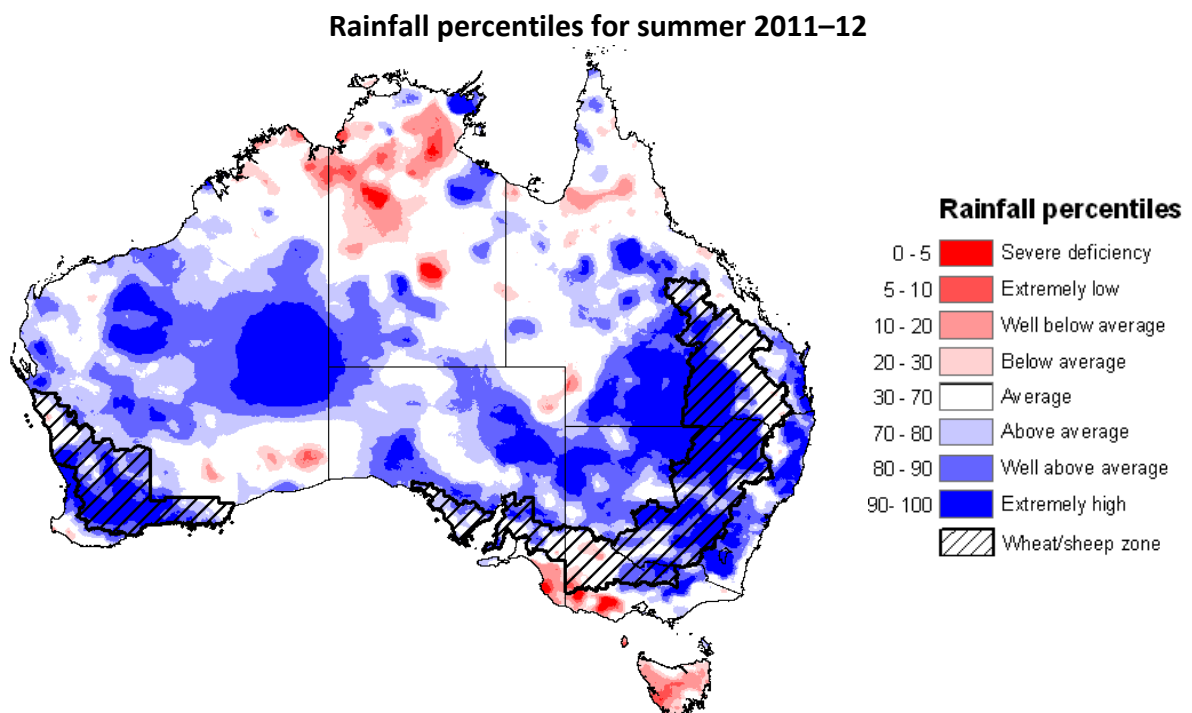 Rainfall percentiles for summer 2011–12
Rainfall percentiles
0 - 5 Severe deficiency
5 - 10 Extremely low
10 - 20 Well below average
20 - 30 Below average
30 - 70 Average
70 - 80 Above average
80 - 90 Well above average
90- 100 Extremely high
Wheat/sheep zone